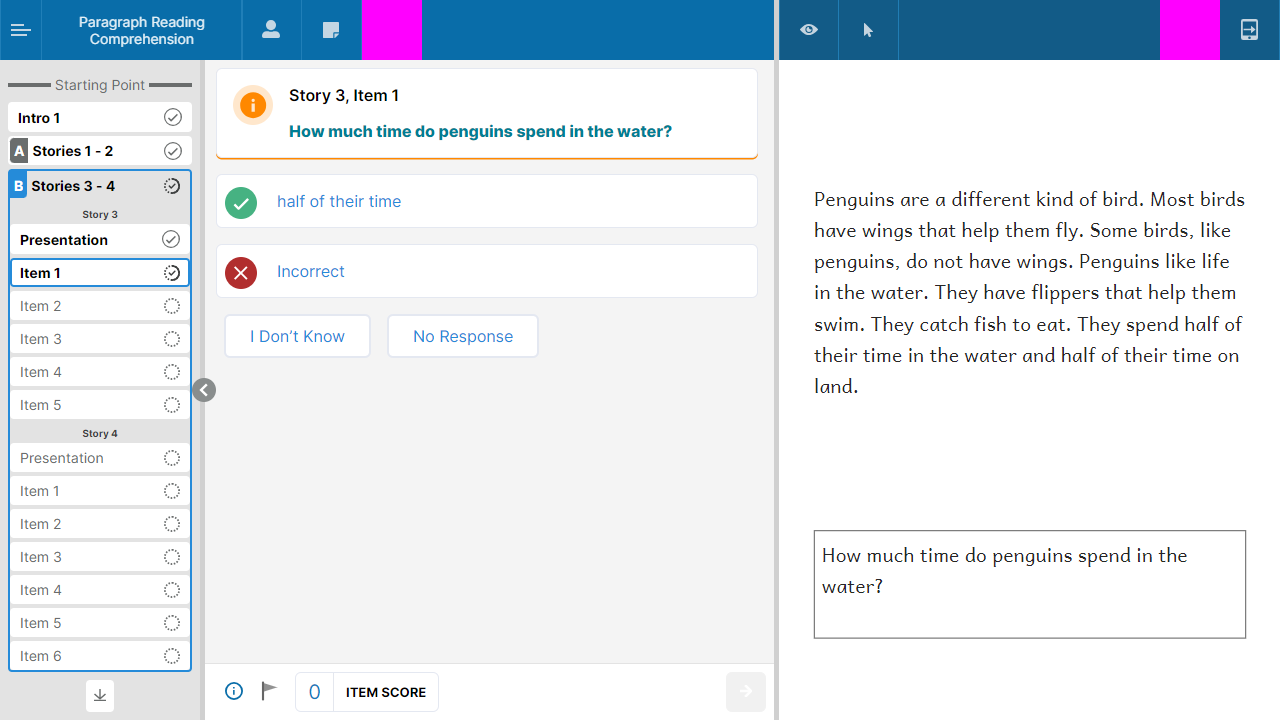 Paragraph Reading
Comprehension
Starting Point
Intro 1
A Stories 1 - 2
B Stories 3 - 4
Story 3
Presentation
Item 1
Item 2
Item 3
Item 4
Item 5
Story 4
Presentation
Item 1
Item 2
Item 3
Item 4
Item 5
Item 6
Story 3, Item 1
How much time do penguins spend in the water?
half of their time
Incorrect
I Don’t Know
No Response
0 ITEM SCORE
Penguins are a different kind of bird. Most birds
have wings that help them fly. Some birds, like
penguins, do not have wings. Penguins like life
in the water. They have flippers that help them
swim. They catch fish to eat. They spend half of
their time in the water and half of their time on
land.
How much time do penguins spend in the
water?